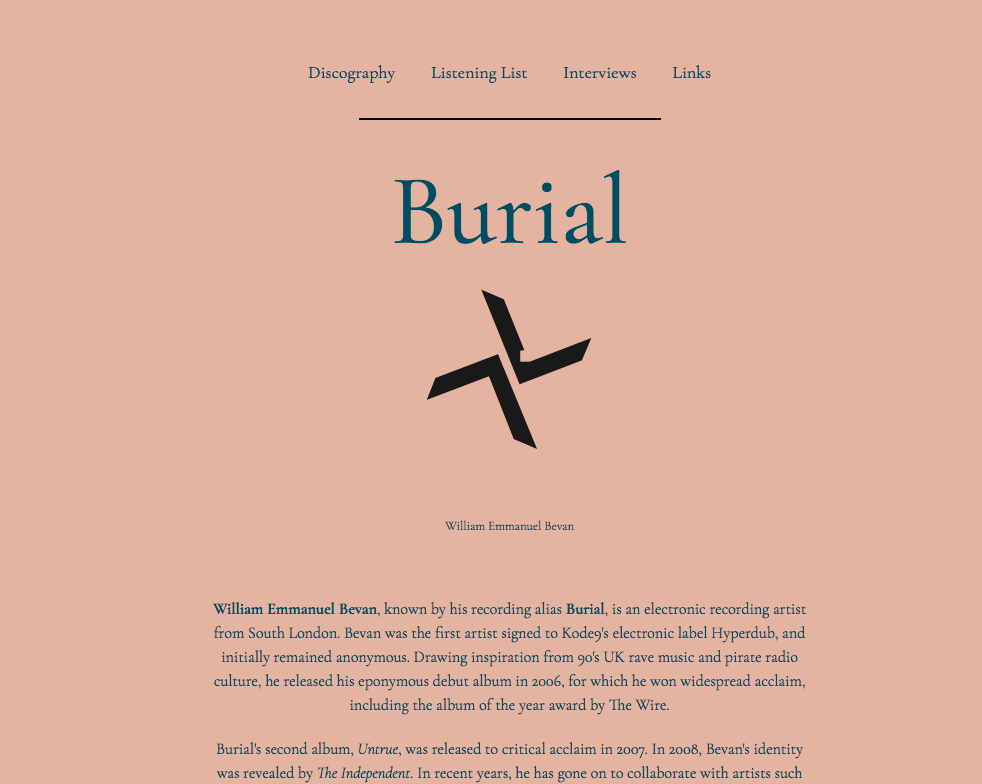 Discography Listening List Interviews Links
Burial
William Emmanuel Bevan
William Emmanuel Bevan, known by his recording alias Burial, is an electronic recording artist
from South London. Bevan was the first artist signed to Kode9's electronic label Hyperdub, and
initially remained anonymous. Drawing inspiration from 90's UK rave music and pirate radio
culture, he released his eponymous debut album in 2006, for which he won widespread acclaim,
including the album of the year award by The Wire.
Burial's second album, Untrue, was released to critical acclaim in 2007. In 2008, Bevan's identity
was revealed by The Independent. In recent years, he has gone on to collaborate with artists such